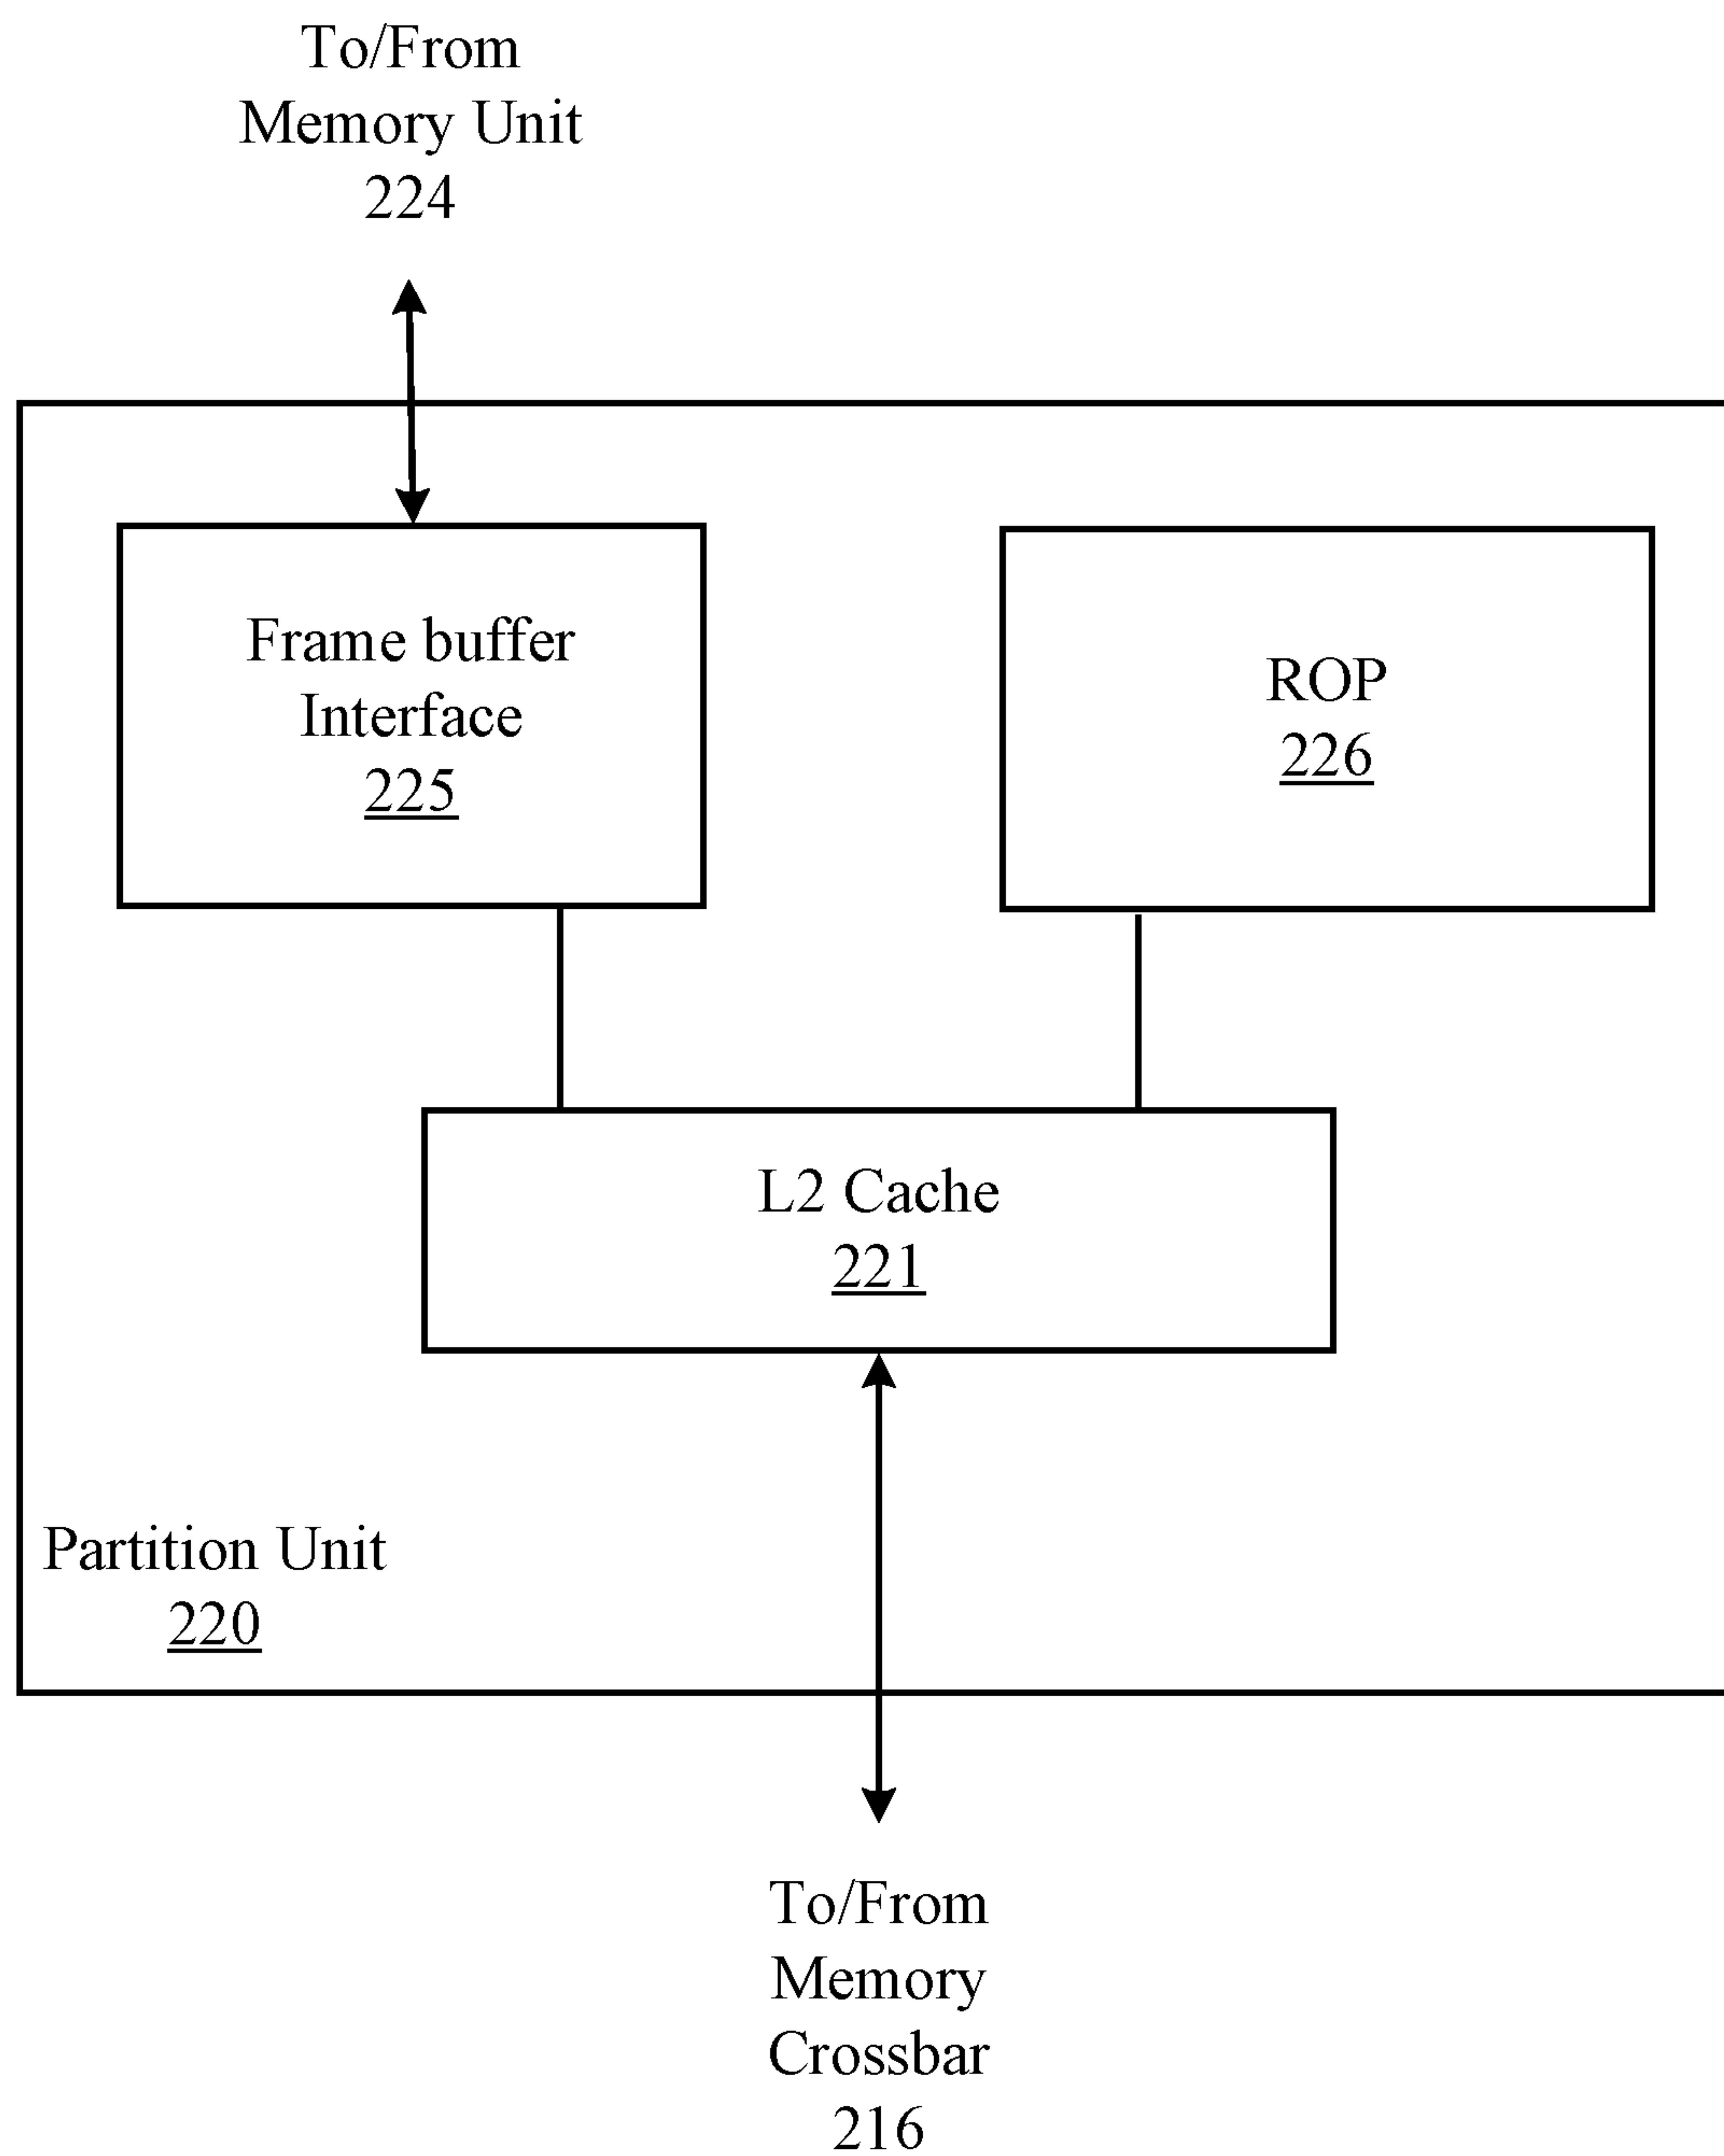 To/From
Memory Unit
224
Frame buffer
Interface
225
ROP
226
L2 Cache
221
Partition Unit
220
To/From
Memory
Crossbar
216